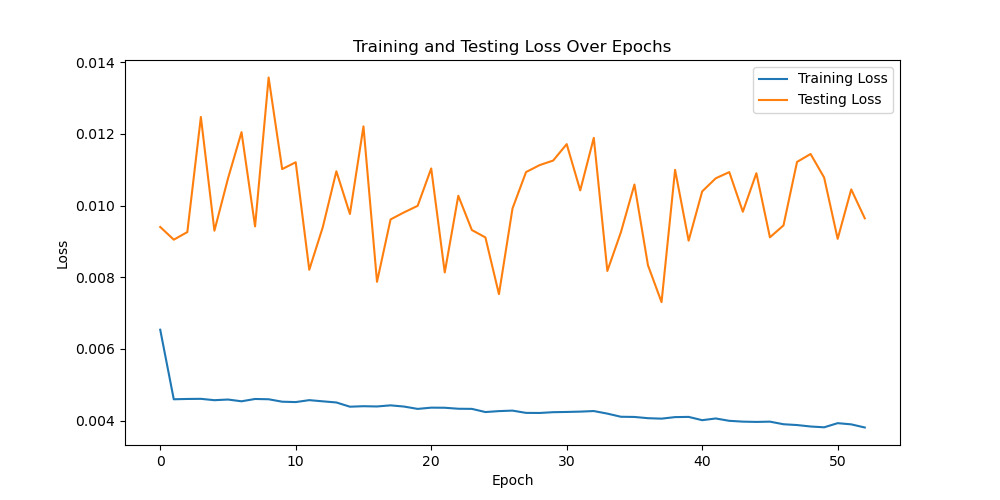 Training and Testing Loss Over Epochs
Training Loss
Testing Loss
0.014
0.012
0.010
0.008
0.006
0.004
Loss
0 10 20 30 40 50
Epoch